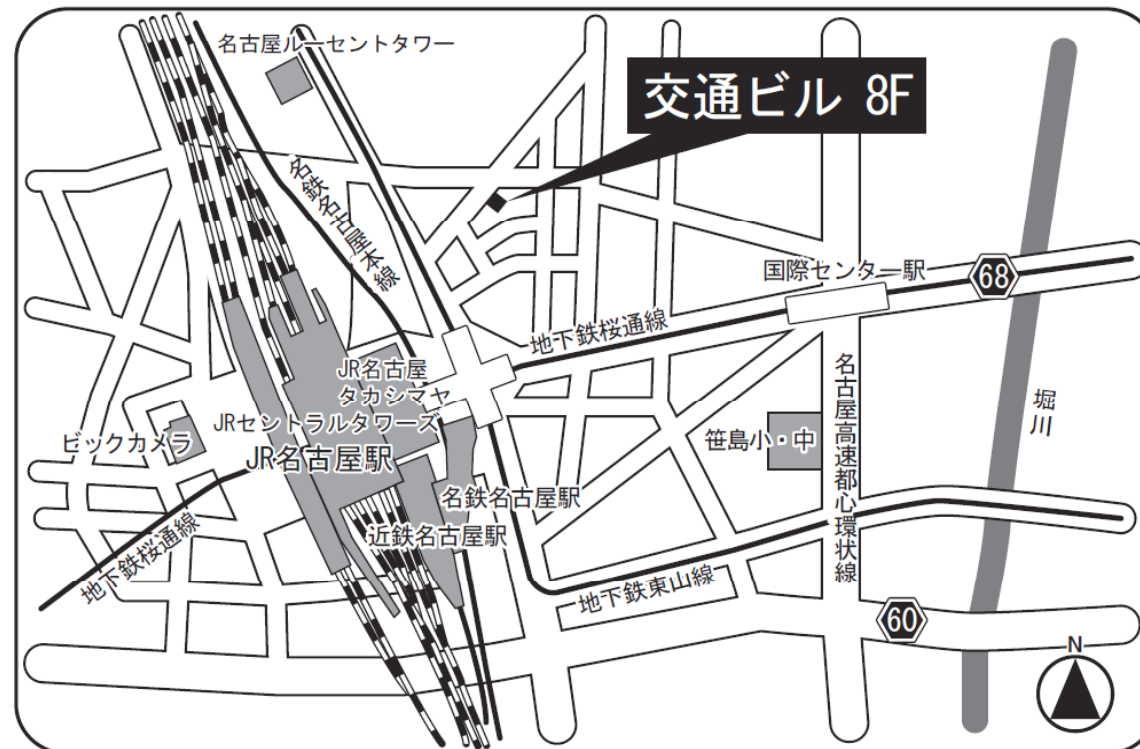 名古屋ルーセントタワー
交通ビル 8F
名鉄名古屋本線
国際センター駅
68
地下鉄桜通線
JR名古屋
タカシマヤ
JRセントラルタワーズ
ビックカメラ
JR名古屋駅
名古屋高速都心環状線
堀川
笹島小・中
名鉄名古屋駅
近鉄名古屋駅
地下鉄桜通線
地下鉄東山線
60
N